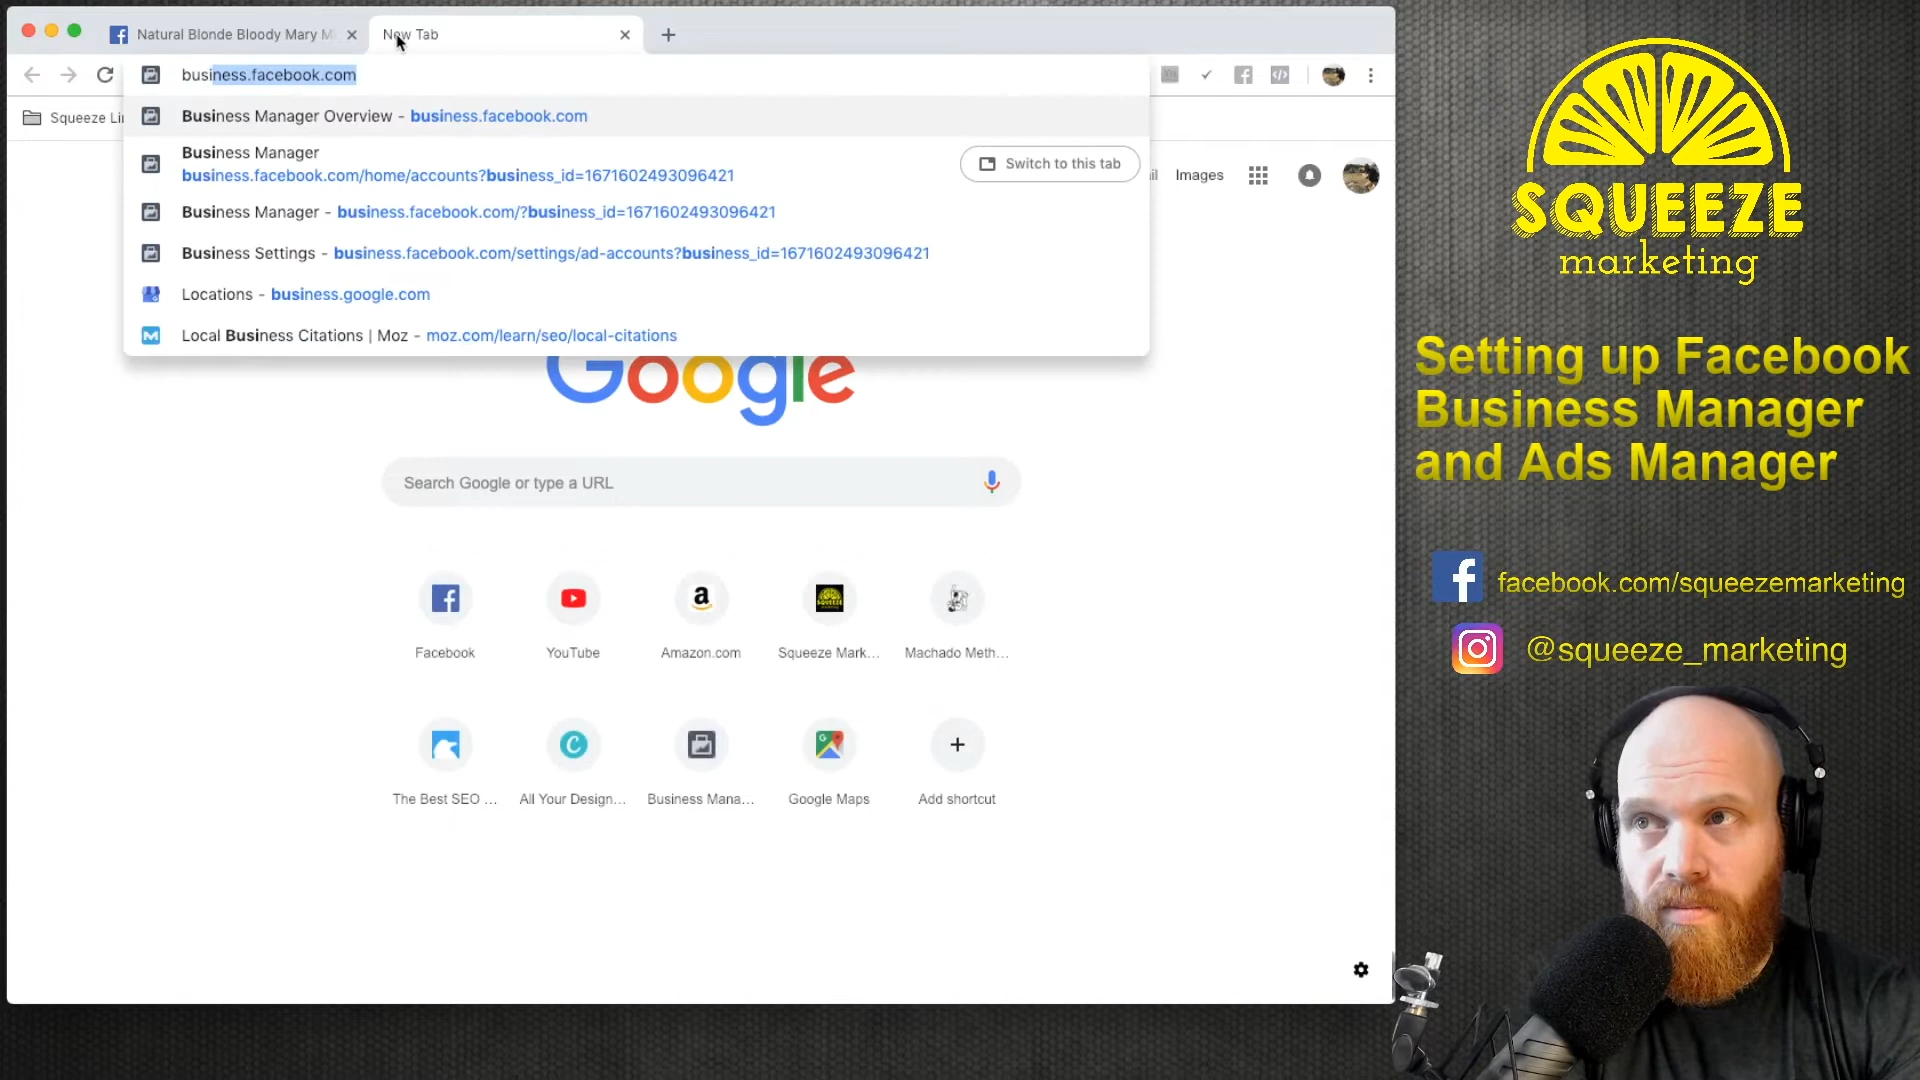 Natural Blonde Bloody Mary M
New Tab
business.facebook.com
Squeeze Li
Business Manager Overview - business.facebook.com
Business Manager
business.facebook.com/home/accounts?business_id=1671602493096421
Switch to this tab
Business Manager - business.facebook.com/?business_id=1671602493096421
Business Settings - business.facebook.com/settings/ad-accounts?business_id=1671602493096421
Locations - business.google.com
Local Business Citations | Moz - moz.com/learn/seo/local-citations
il Images
Google
Search Google or type a URL
Facebook YouTube Amazon.com Squeeze Mark... Machado Meth...
The Best SEO ... All Your Design... Business Mana... Google Maps Add shortcut
SQUEEZE
marketing
Setting up Facebook
Business Manager
and Ads Manager
facebook.com/squeezemarketing
@squeeze_marketing